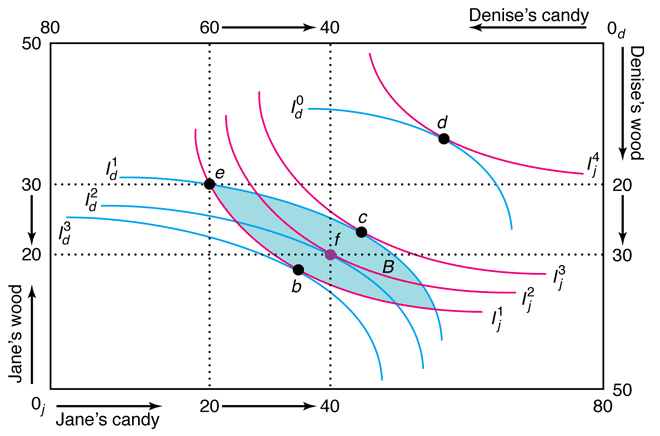 Denise's candy
80 60 40 0d
50
Denise's wood
Id0
d
Ij4
Id1
e
30 20
Id2
Id3
c
f
B
20 30
Ij3
b
Ij2
Ij1
Jane's wood
50
0j 20 40 80
Jane's candy